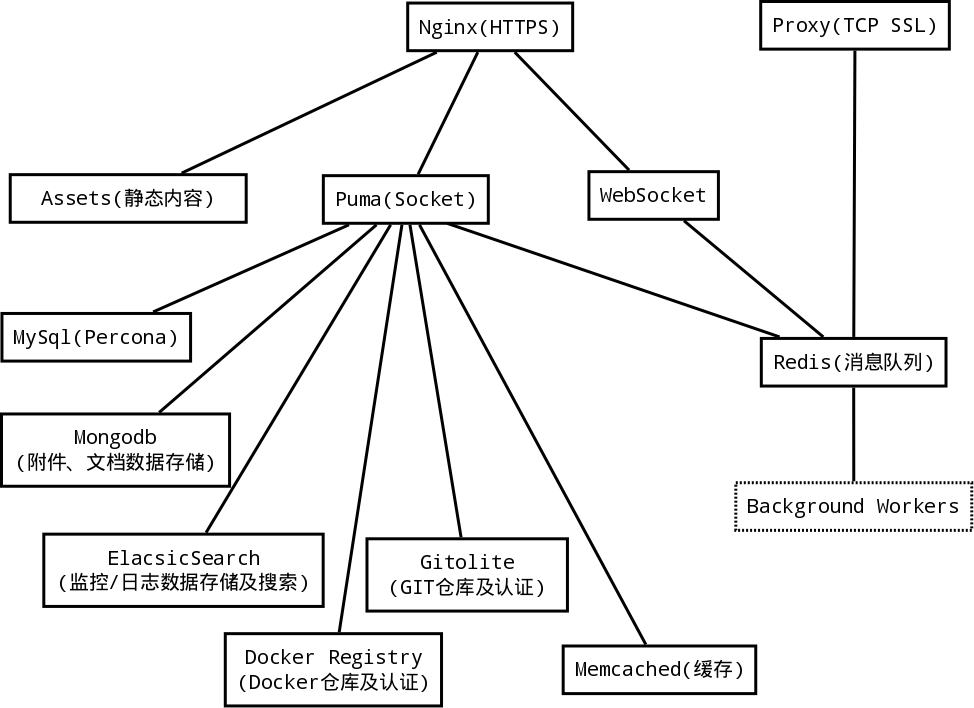 Nginx(HTTPS)
Proxy(TCP SSL)
Assets(静态内容)
Puma(Socket)
WebSocket
MySql(Percona)
Redis(消息队列)
Mongodb
(附件、文档数据存储)
Background Workers
ElacsicSearch
(监控/日志数据存储及搜索)
Gitolite
(GIT仓库及认证)
Docker Registry
(Docker仓库及认证)
Memcached(缓存)